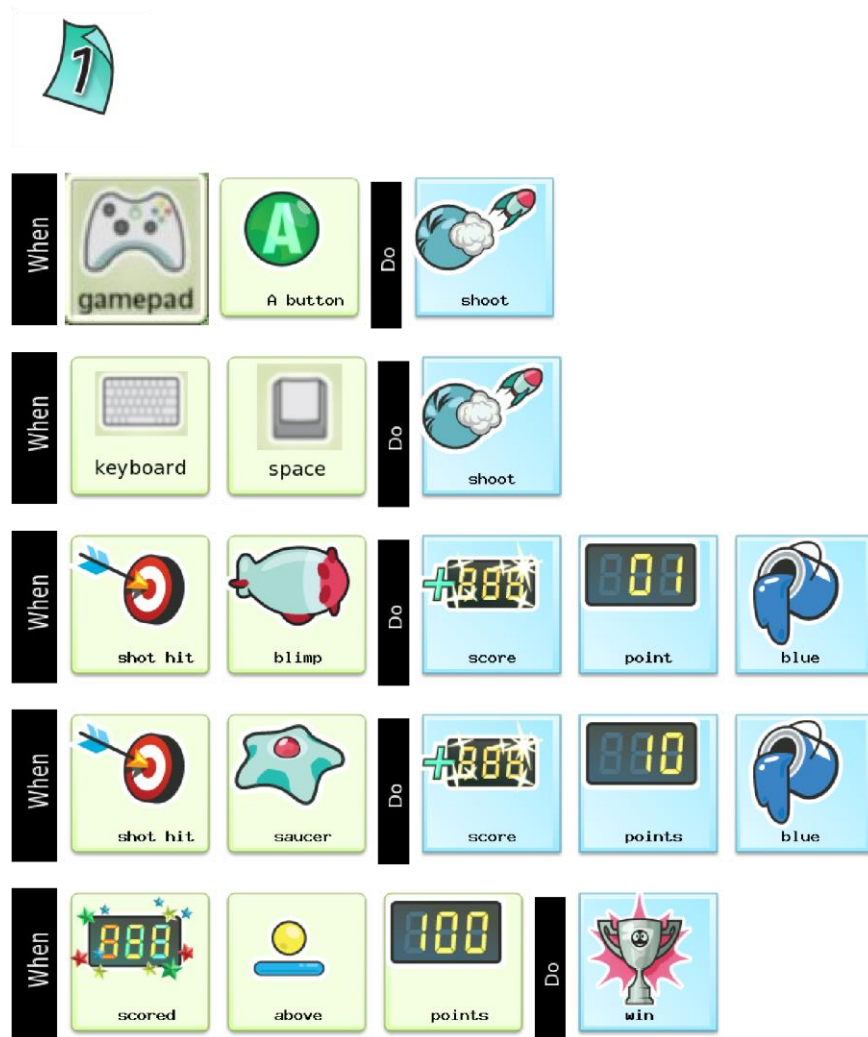 1
When gamepad A button Do shoot
When keyboard space Do shoot
When shot hit blimp Do score 01 point blue
When shot hit saucer Do score 10 points blue
When scored above 100 points Do win